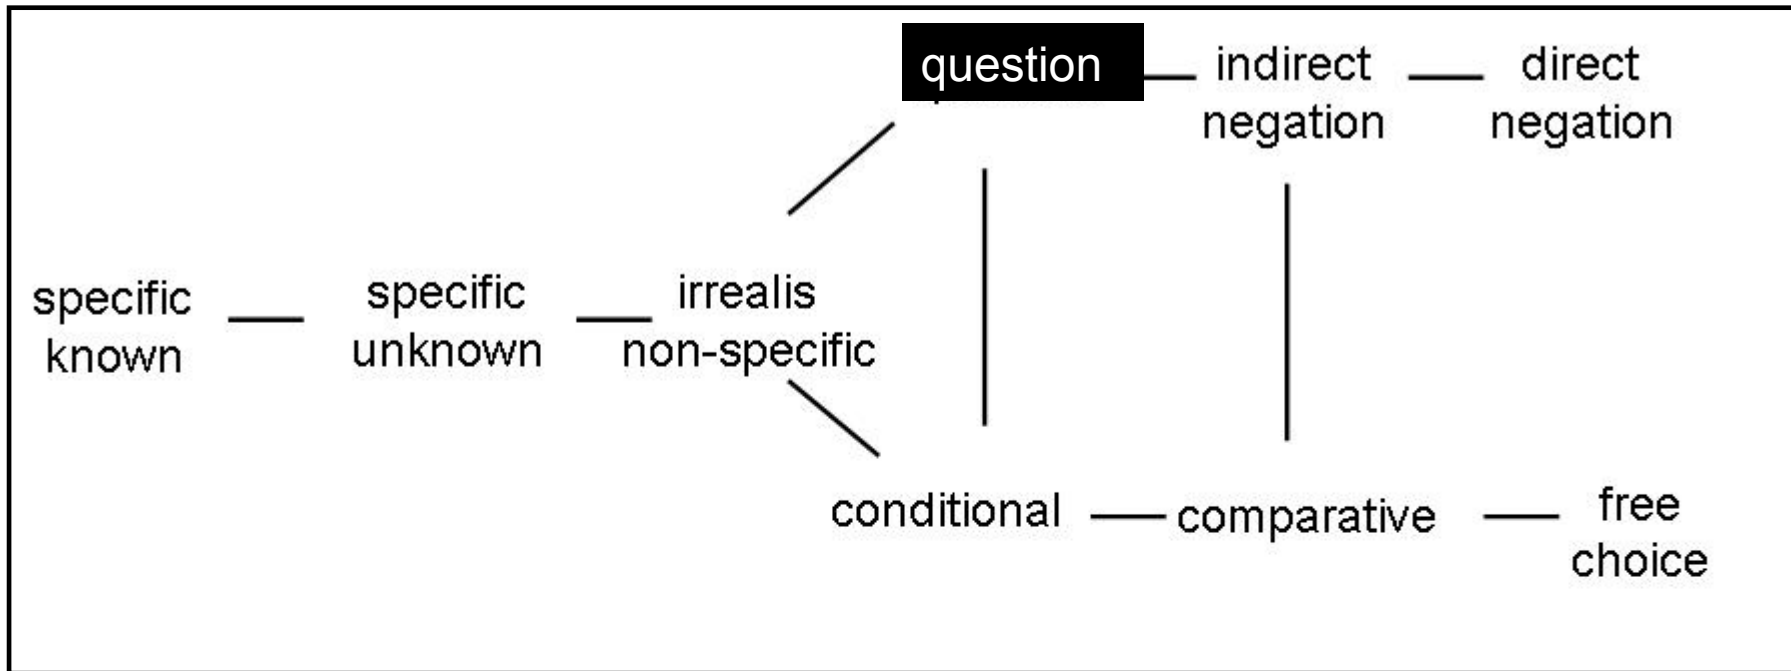 question
indirect
negation
direct
negation
specific
known
specific
unknown
irrealis
non-specific
conditional
comparative
free
choice